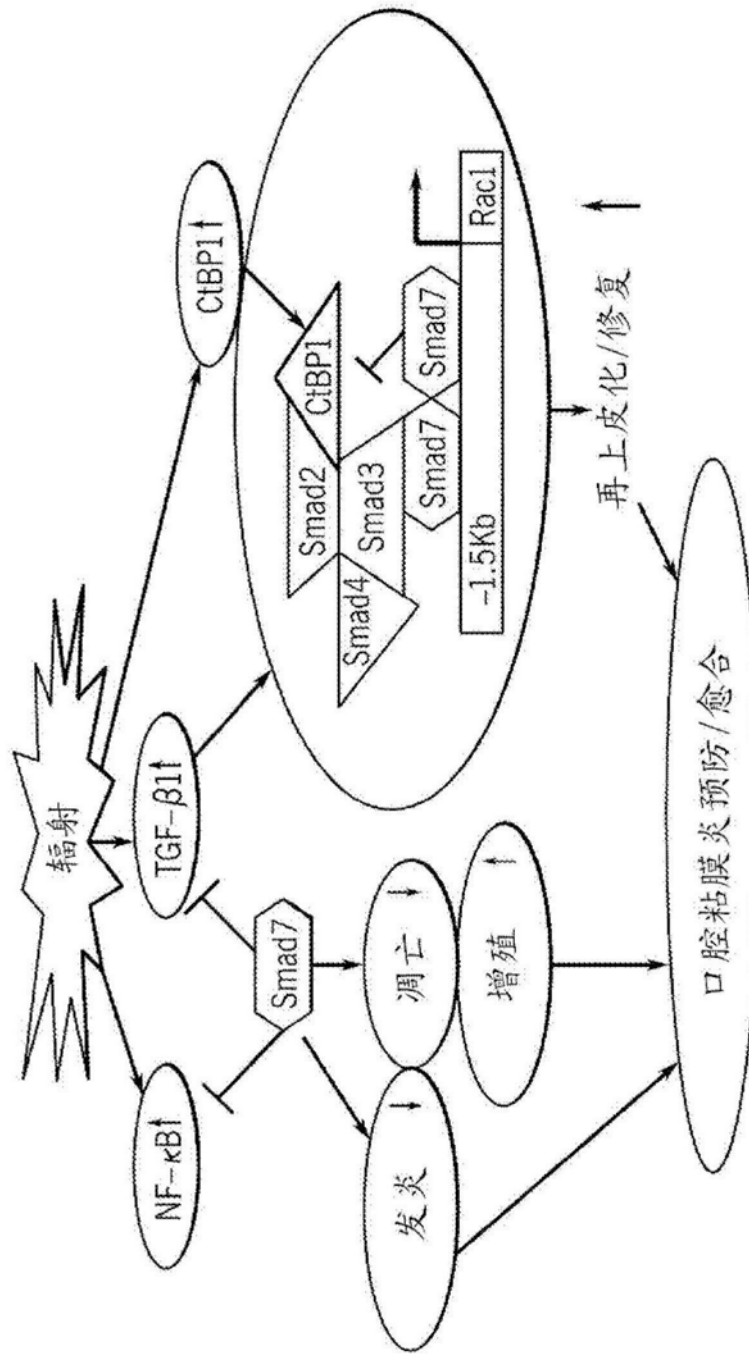 辐射
NF-κB↑
TGF-β1↑
CtBP1↑
Smad7
Smad2
CtBP1
Smad4
Smad3
Smad7
Smad7
-1.5Kb
Rac1
发炎 ↓
凋亡 ↓
增殖 ↑
再上皮化/修复 ↑
口腔粘膜炎预防/愈合